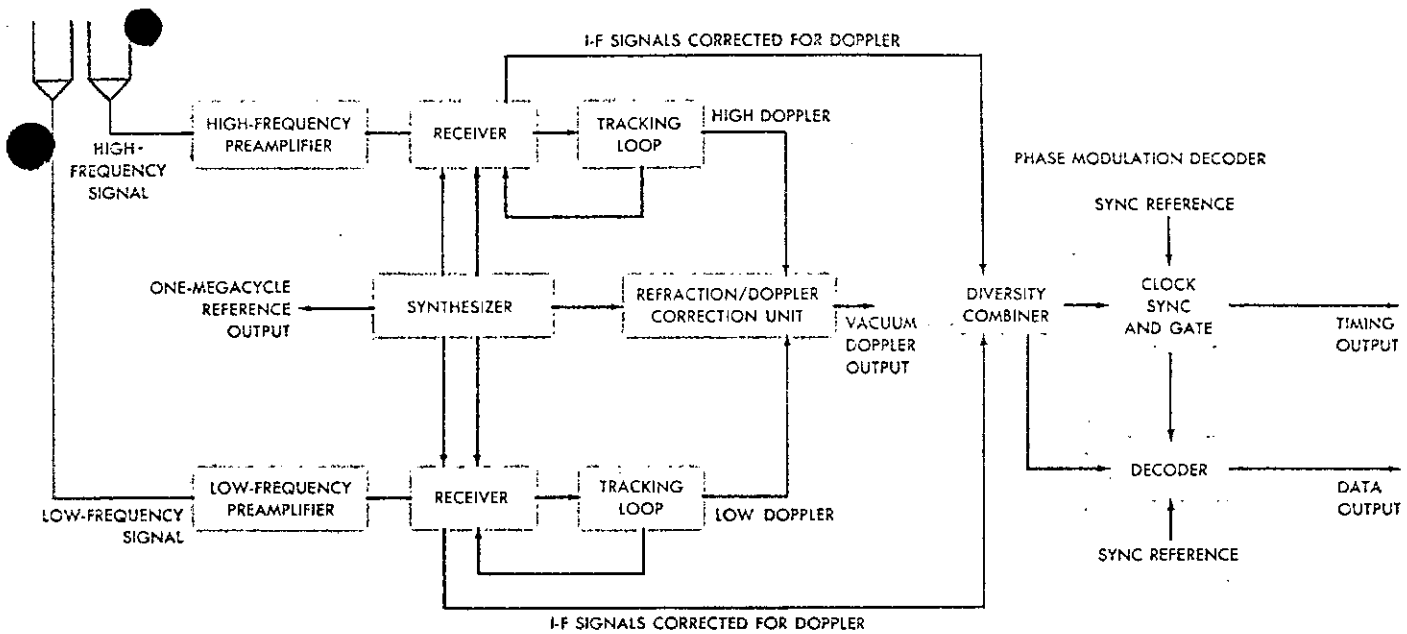 I-F SIGNALS CORRECTED FOR DOPPLER
HIGH-FREQUENCY
PREAMPLIFIER
RECEIVER
TRACKING
LOOP
HIGH DOPPLER
HIGH-
FREQUENCY
SIGNAL
PHASE MODULATION DECODER
SYNC REFERENCE
ONE-MEGACYCLE
REFERENCE
OUTPUT
SYNTHESIZER
REFRACTION/DOPPLER
CORRECTION UNIT
VACUUM
DOPPLER
OUTPUT
DIVERSITY
COMBINER
CLOCK
SYNC
AND GATE
TIMING
OUTPUT
LOW-FREQUENCY
PREAMPLIFIER
RECEIVER
TRACKING
LOOP
LOW DOPPLER
LOW-FREQUENCY
SIGNAL
DECODER
DATA
OUTPUT
SYNC REFERENCE
I-F SIGNALS CORRECTED FOR DOPPLER